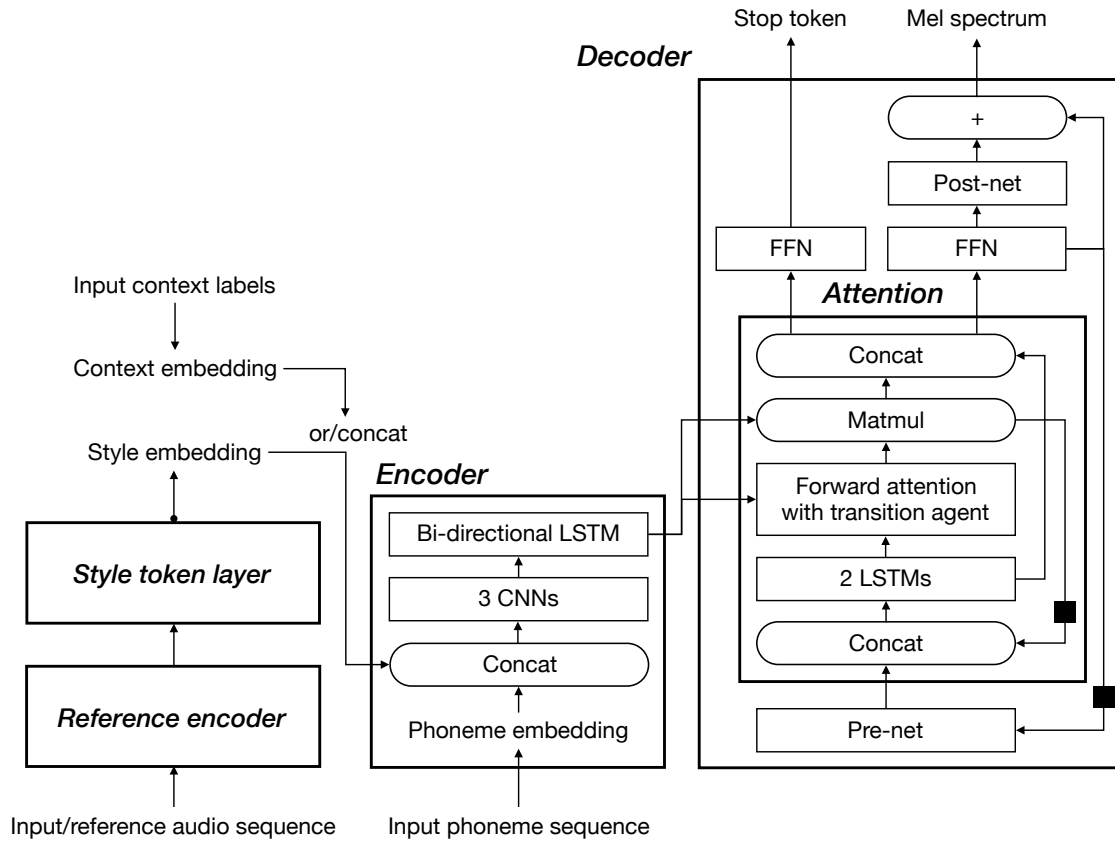 Stop token
Mel spectrum
Decoder
+
Post-net
FFN
FFN
Input context labels
Attention
Concat
Context embedding
Matmul
or/concat
Style embedding
Encoder
Forward attention
with transition agent
Bi-directional LSTM
Style token layer
2 LSTMs
3 CNNs
Concat
Concat
Reference encoder
Phoneme embedding
Pre-net
Input/reference audio sequence
Input phoneme sequence